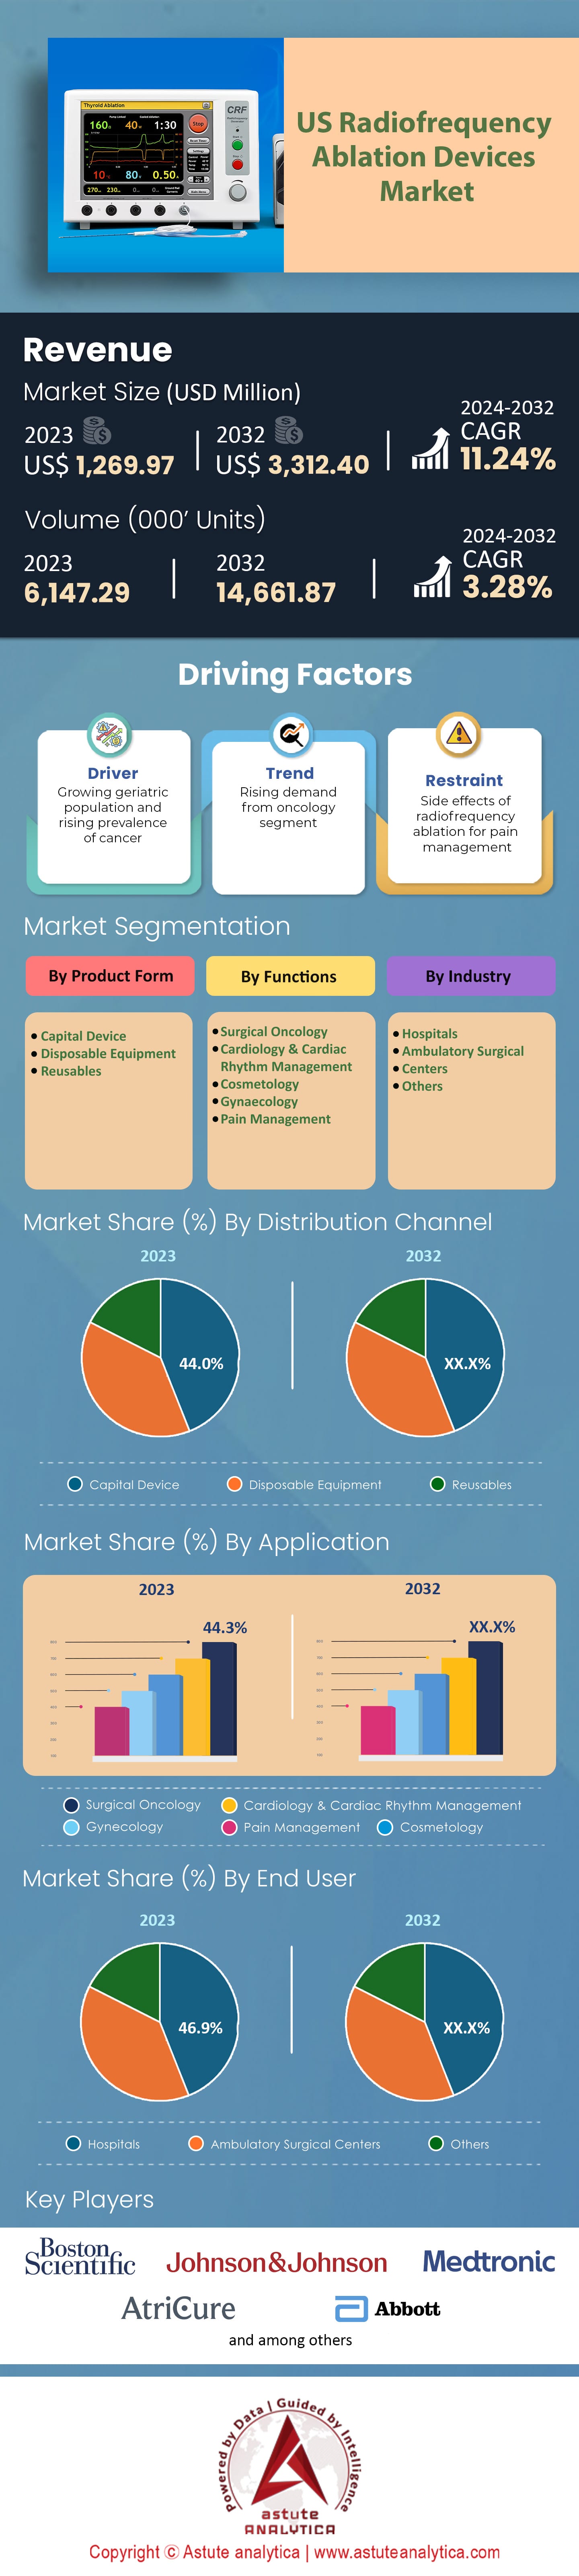 Thyroid Ablation
160
40
1:30
Stop
CRF
10
80
0.50
270
230
US Radiofrequency
Ablation Devices
Market
Revenue
Market Size (USD Million)
2023
US$ 1,269.97
2032
US$ 3,312.40
2024-2032
CAGR
11.24%
Volume (000’ Units)
2023
6,147.29
2032
14,661.87
2024-2032
CAGR
3.28%
Driving Factors
Driver
Growing geriatric
population and
rising prevalence
of cancer
Trend
Rising demand
from oncology
segment
Restraint
Side effects of
radiofrequency
ablation for pain
management
Market Segmentation
By Product Form
Capital Device
Disposable Equipment
Reusables
By Functions
Surgical Oncology
Cardiology & Cardiac
Rhythm Management
Cosmetology
Gynaecology
Pain Management
By Industry
Hospitals
Ambulatory Surgical
Centers
Others
Market Share (%) By Distribution Channel
2023
44.0%
2032
XX.X%
Capital Device
Disposable Equipment
Reusables
Market Share (%) By Application
2023
44.3%
2032
XX.X%
Surgical Oncology
Cardiology & Cardiac Rhythm Management
Gynecology
Pain Management
Cosmetology
Market Share (%) By End User
2023
46.9%
2032
XX.X%
Hospitals
Ambulatory Surgical Centers
Others
Key Players
Boston
Scientific
Johnson&Johnson
Medtronic
AtriCure
Abbott
and among others
Powered by Data | Guided by Intelligence
astute
ANALYTICA
Copyright © Astute analytica | www.astuteanalytica.com